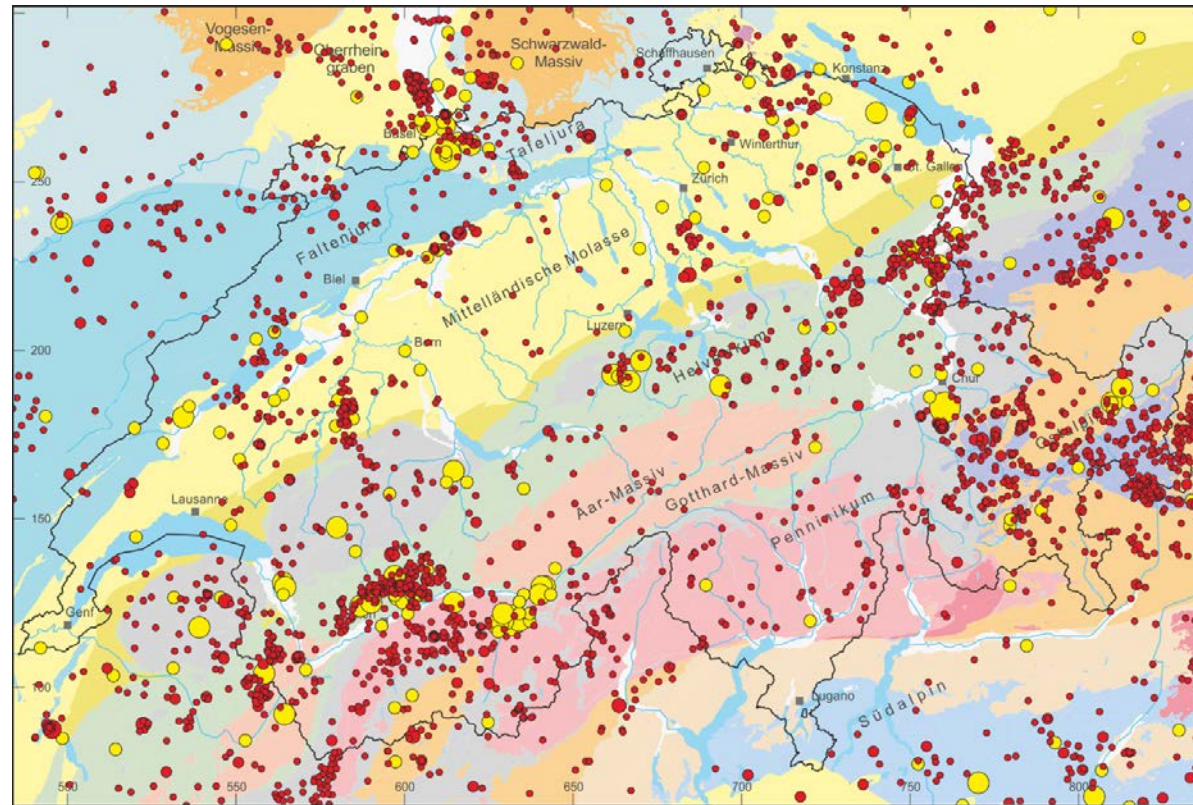 Vogesen-
Massiv
Oberrhein
graben
Schwarzwald-
Massiv
Schaffhausen
Konstanz
Basel
Tafeljura
Winterthur
St. Gallen
Zürich
250
Faltenjura
Biel
Mittelländische Molasse
Luzern
Bern
200
Helvetikum
Chur
Ostalpin
Aar-Massiv
Gotthard-Massiv
Penninikum
Lausanne
150
Genf
100
Lugano
Südalpin
500
550
600
650
700
750
800